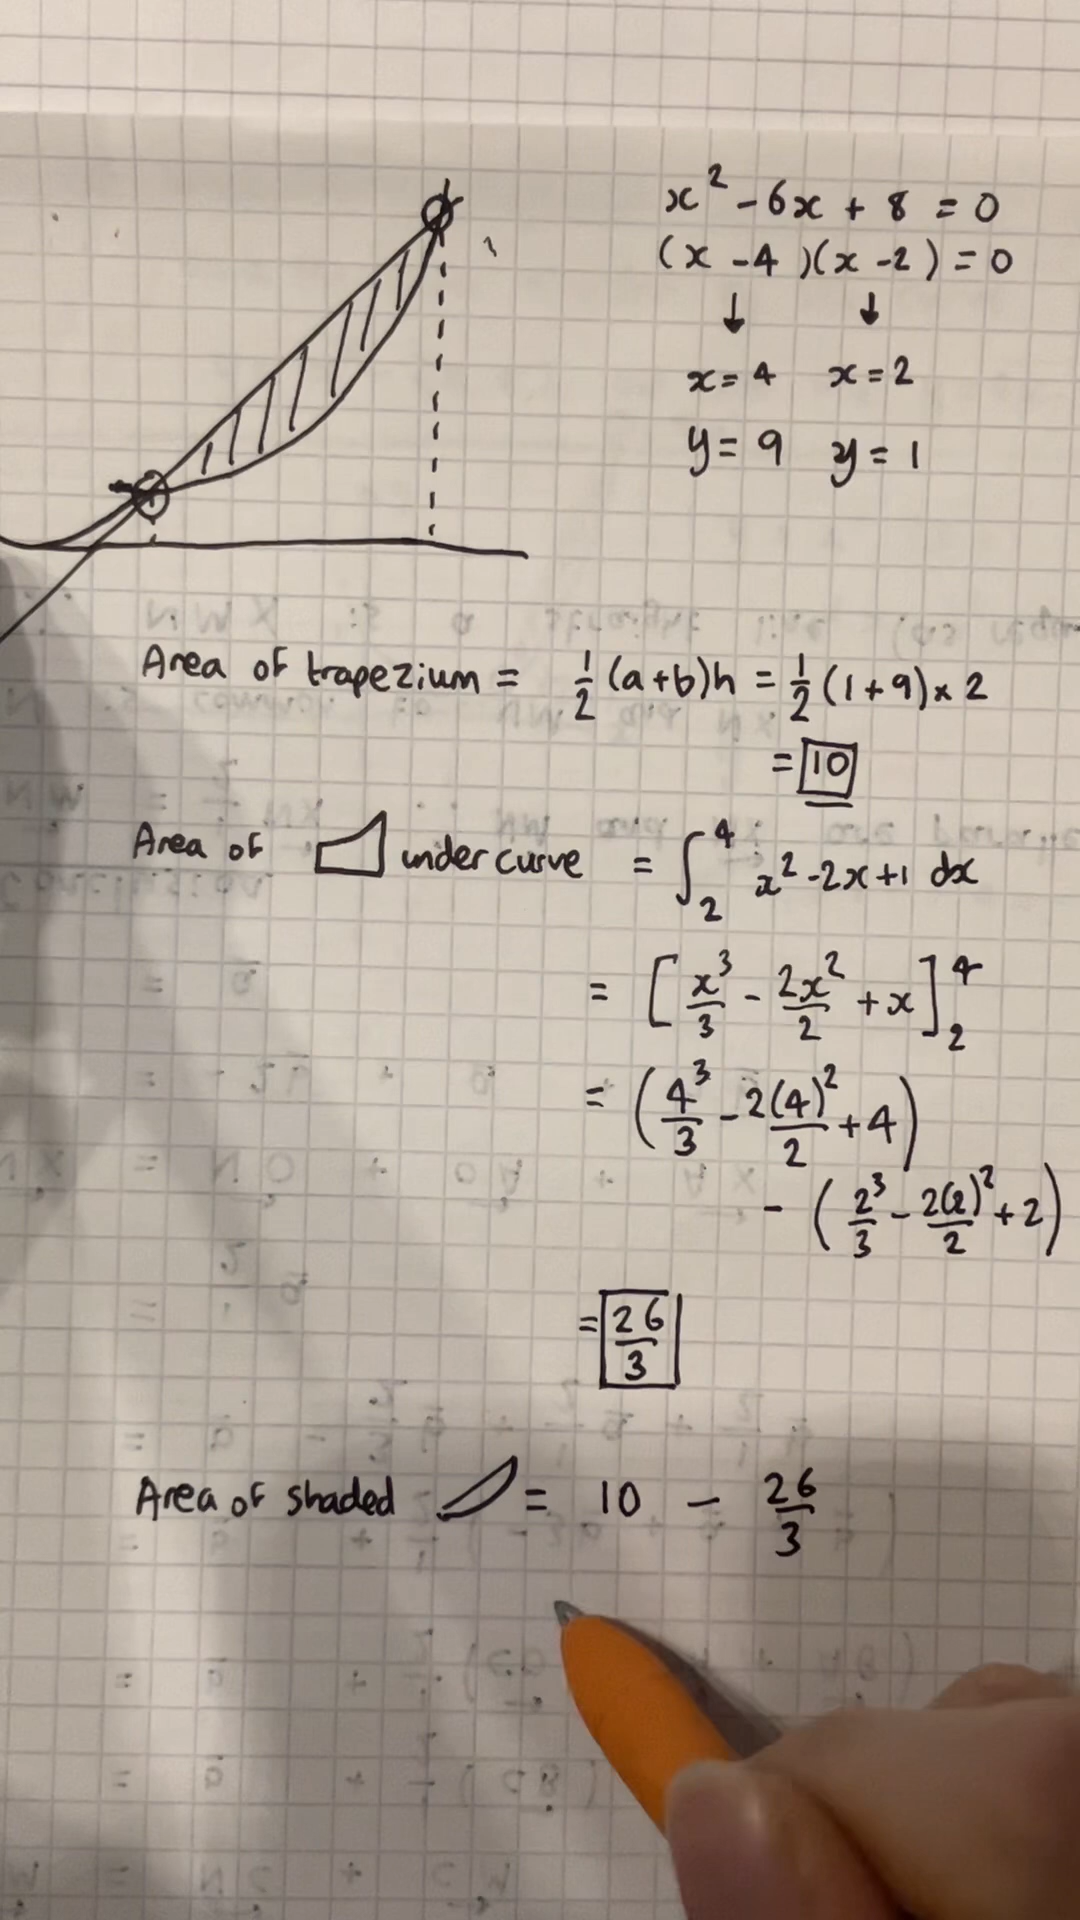 x² - 6x + 8 = 0
(x - 4)(x - 2) = 0
↓ ↓
x = 4 x = 2
y = 9 y = 1
Area of trapezium = 1/2 (a+b)h = 1/2 (1+9) × 2
= 10
Area of under curve = ∫₂⁴ x² - 2x + 1 dx
= [x³/3 - 2x²/2 + x]₂⁴
= (4³/3 - 2(4)²/2 + 4)
- (2³/3 - 2(2)²/2 + 2)
= 26/3
Area of shaded = 10 - 26/3